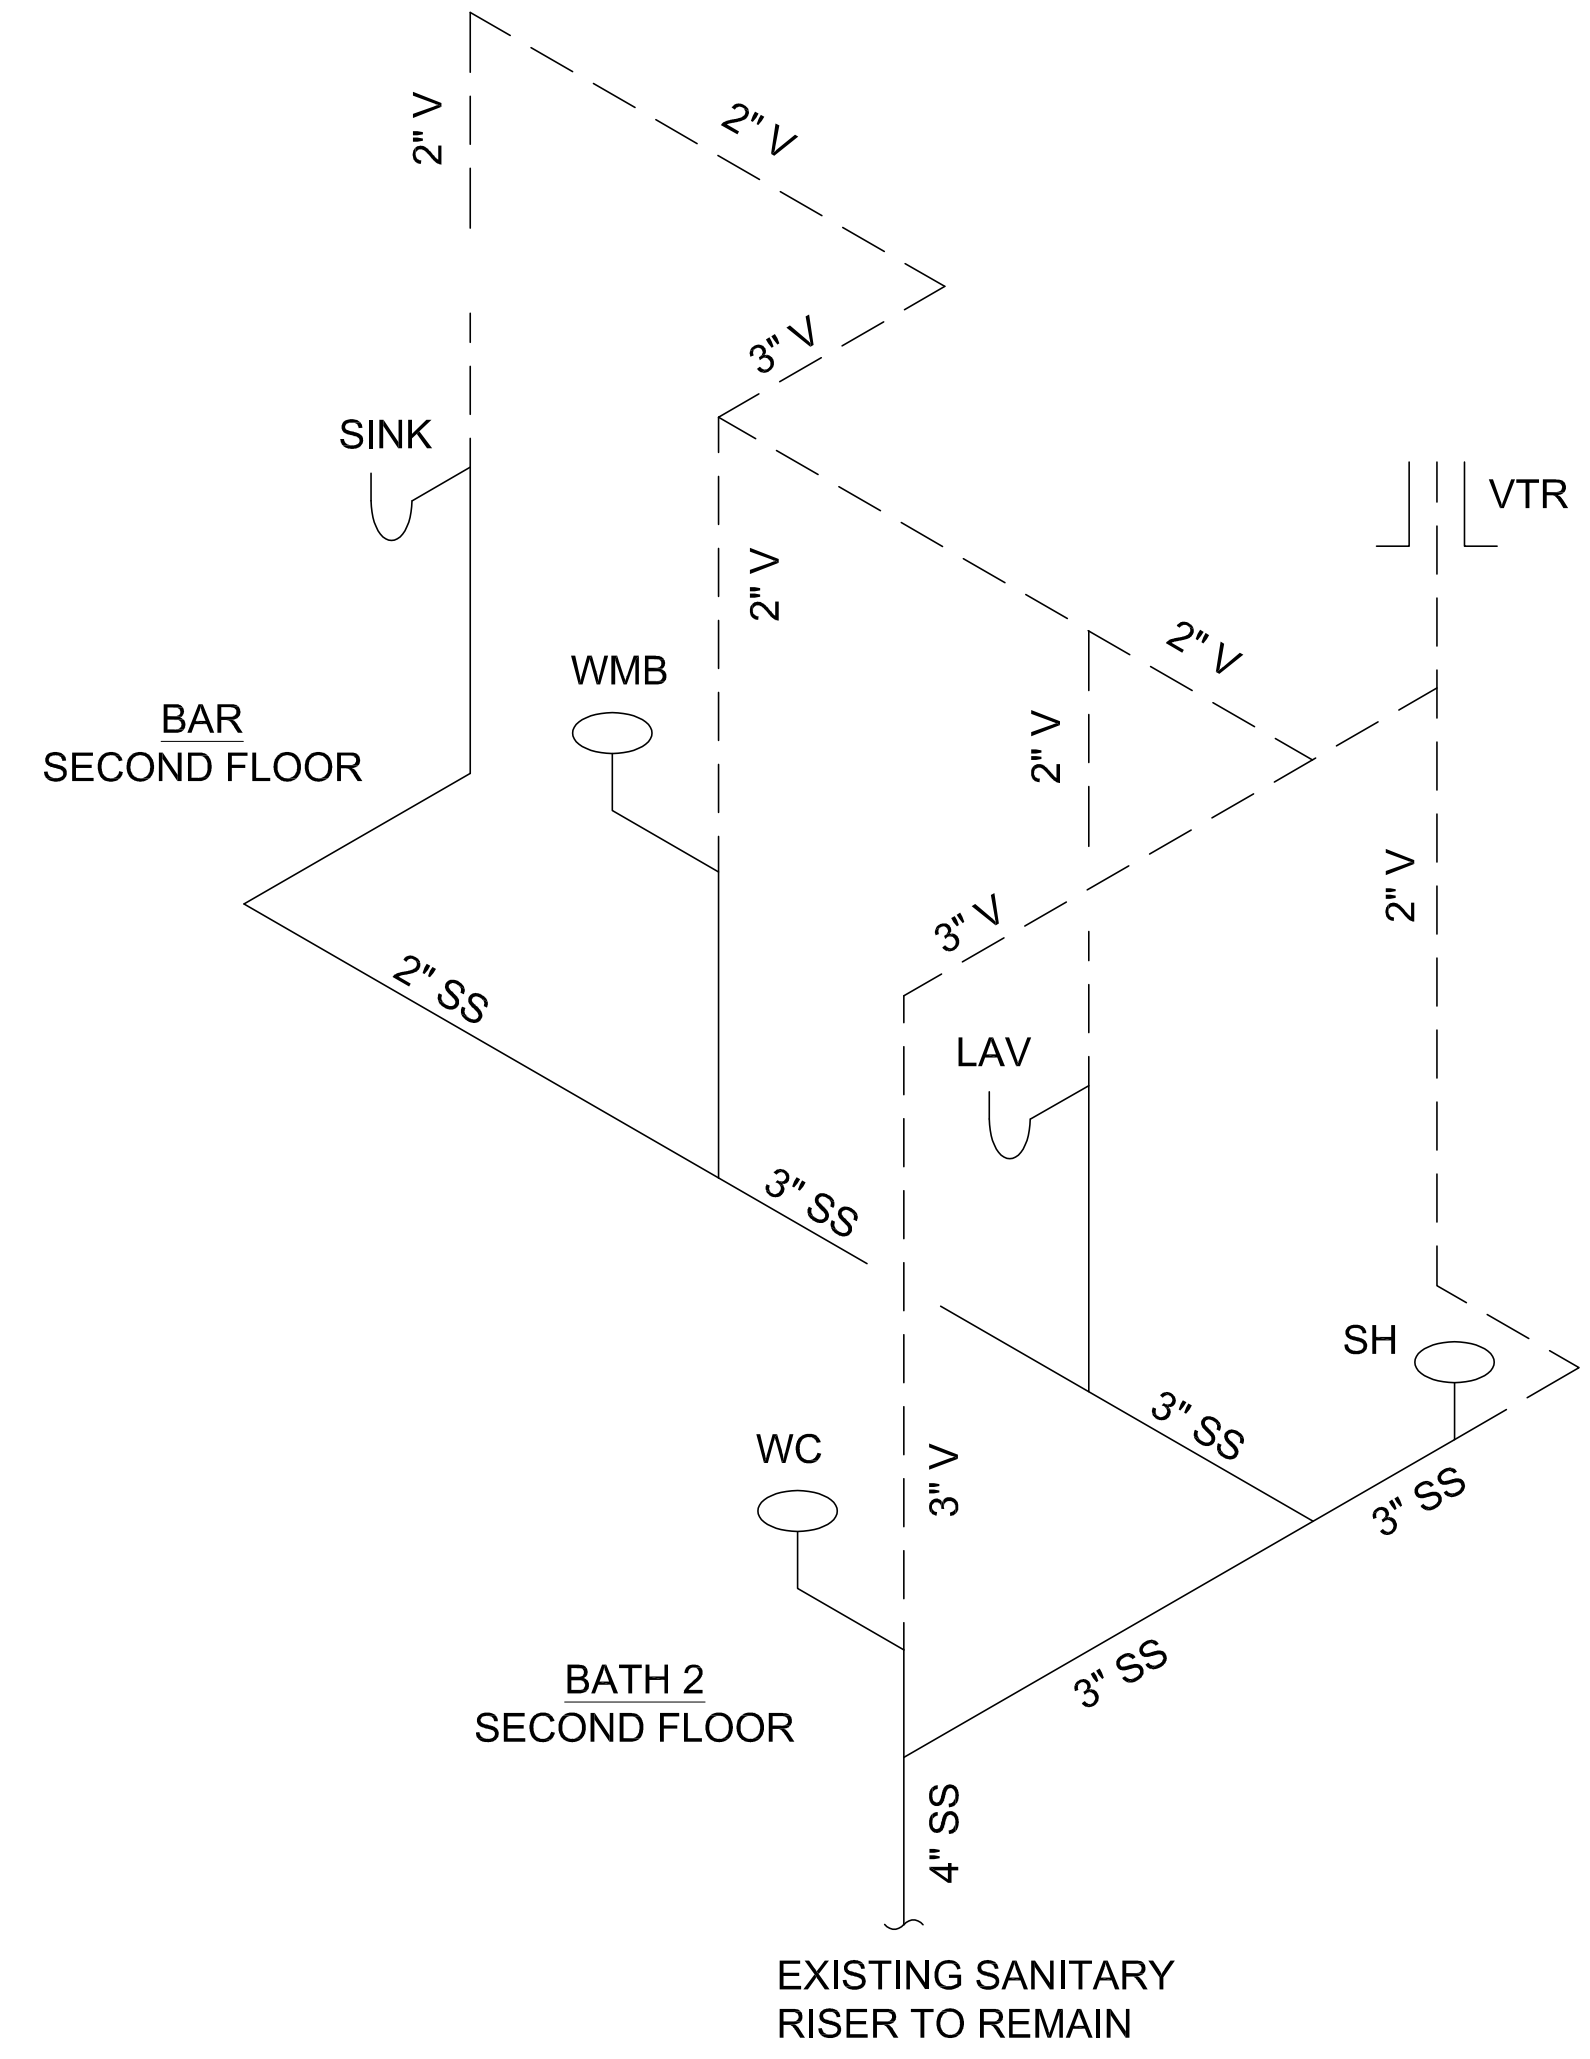 2" V
2" V
3" V
SINK
VTR
2" V
2" V
WMB
BAR
SECOND FLOOR
2" V
2" V
3" V
2" SS
LAV
3" SS
SH
3" SS
WC
3" V
3" SS
BATH 2
SECOND FLOOR
3" SS
4" SS
EXISTING SANITARY
RISER TO REMAIN